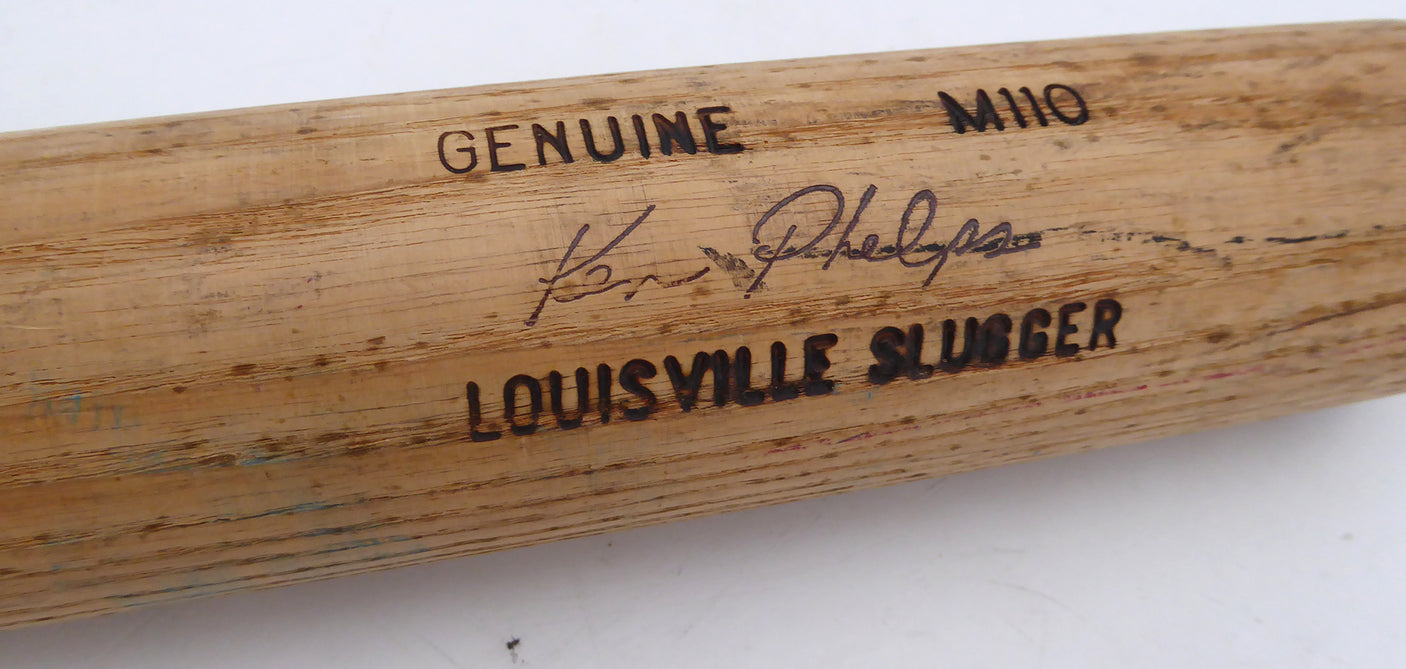 GENUINE M110
Ken Phelps
LOUISVILLE SLUGGER